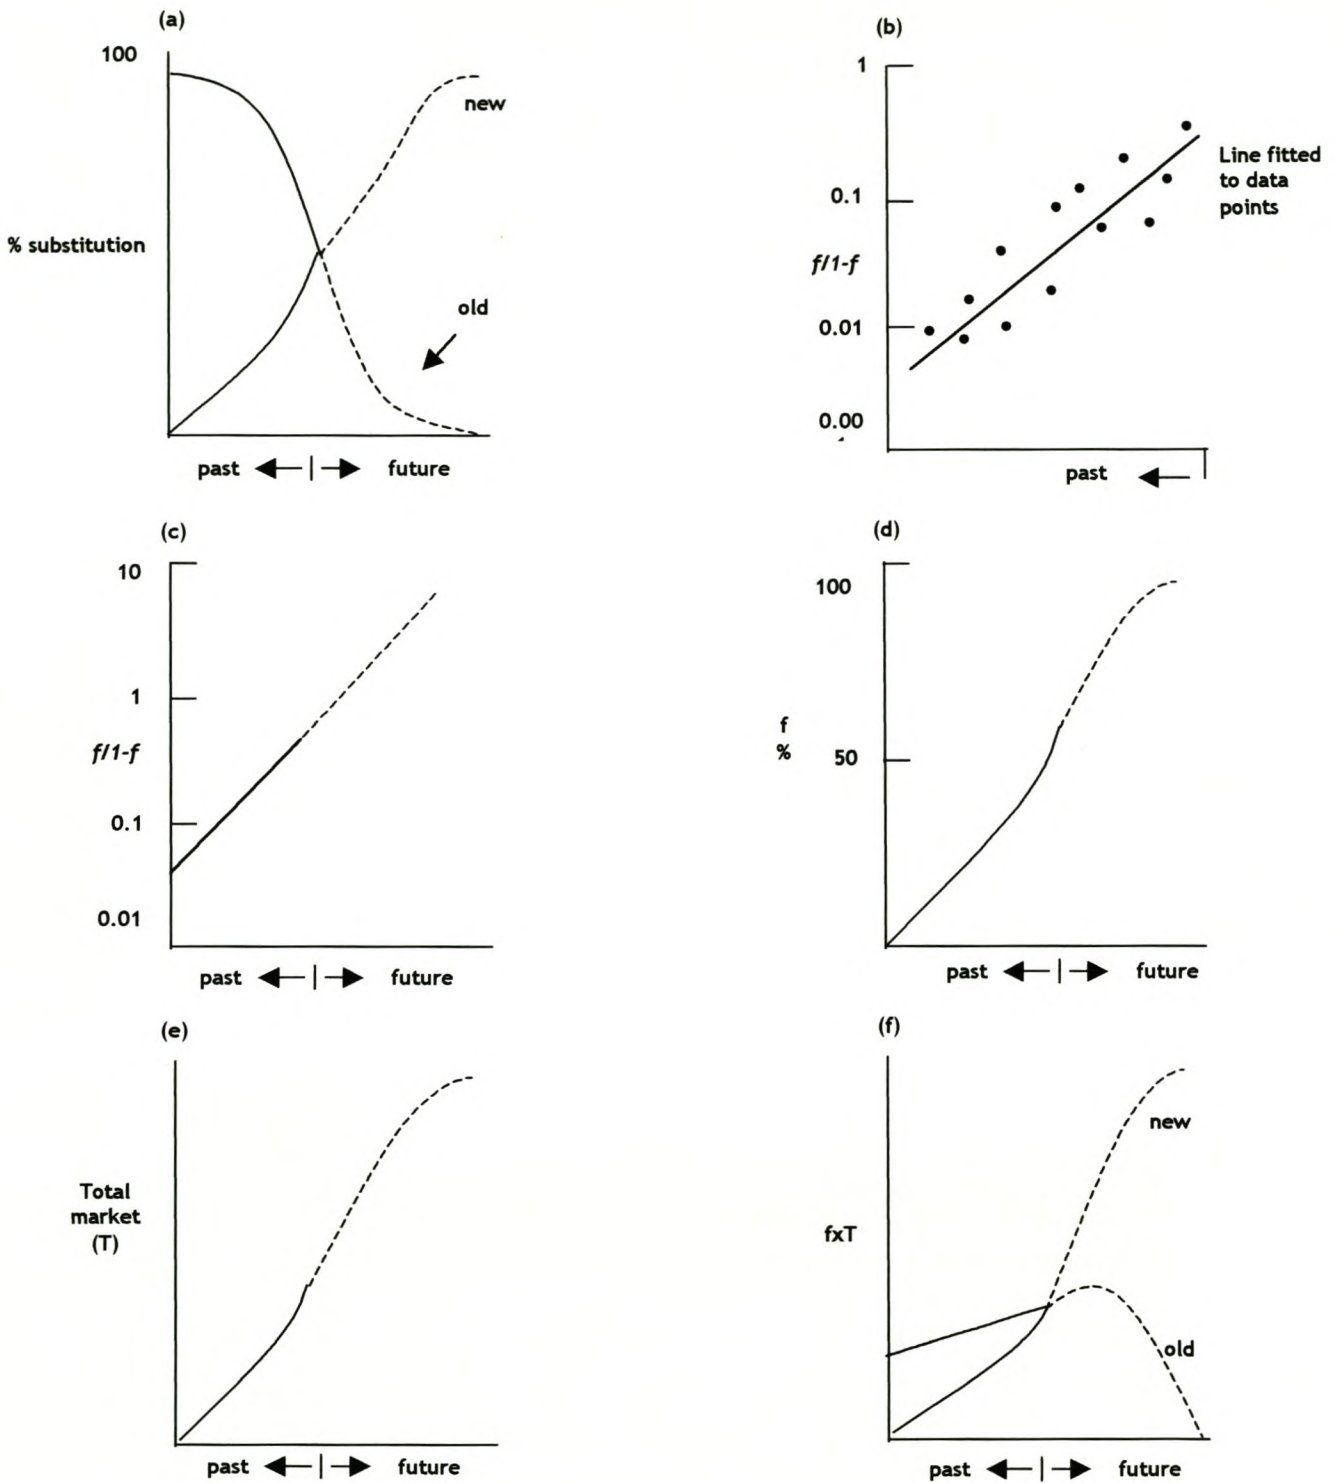 (a)
100
% substitution
new
old
past
future
(b)
1
0.1
f/1-f
0.01
0.00
Line fitted
to data
points
past
(c)
10
1
f/1-f
0.1
0.01
past
future
(d)
100
f
%
50
past
future
(e)
Total
market
(T)
past
future
(f)
fxT
new
old
past
future